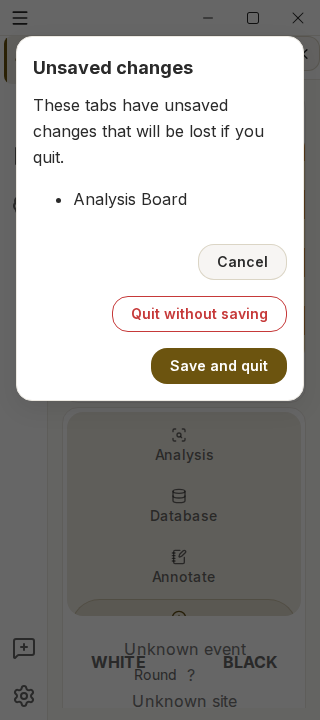 Unsaved changes
These tabs have unsaved
changes that will be lost if you
quit.
• Analysis Board
Cancel
Quit without saving
Save and quit
Analysis
Database
Annotate
Unknown event
WHITE
BLACK
Round ?
Unknown site